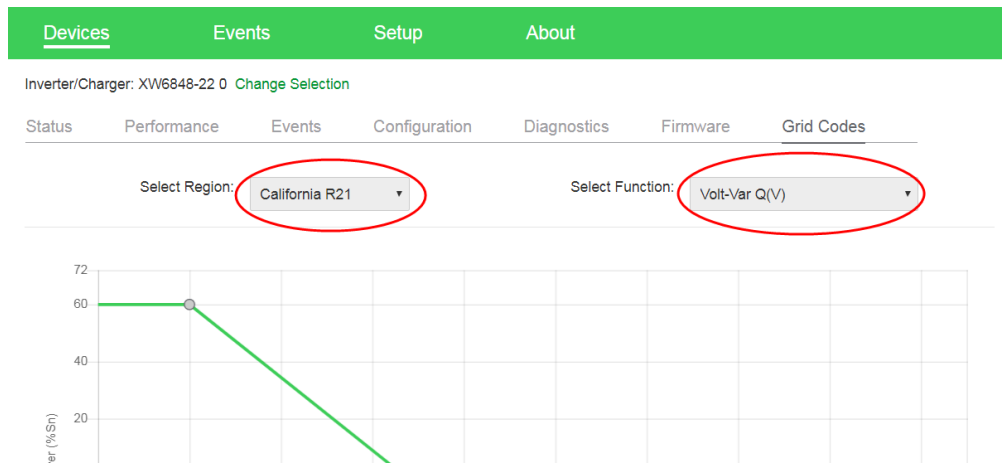 Devices Events Setup About
Inverter/Charger: XW6848-22 0 Change Selection
Status Performance Events Configuration Diagnostics Firmware Grid Codes
Select Region: California R21 Select Function: Volt-Var Q(V)
72
60
40
20
(%Sn)